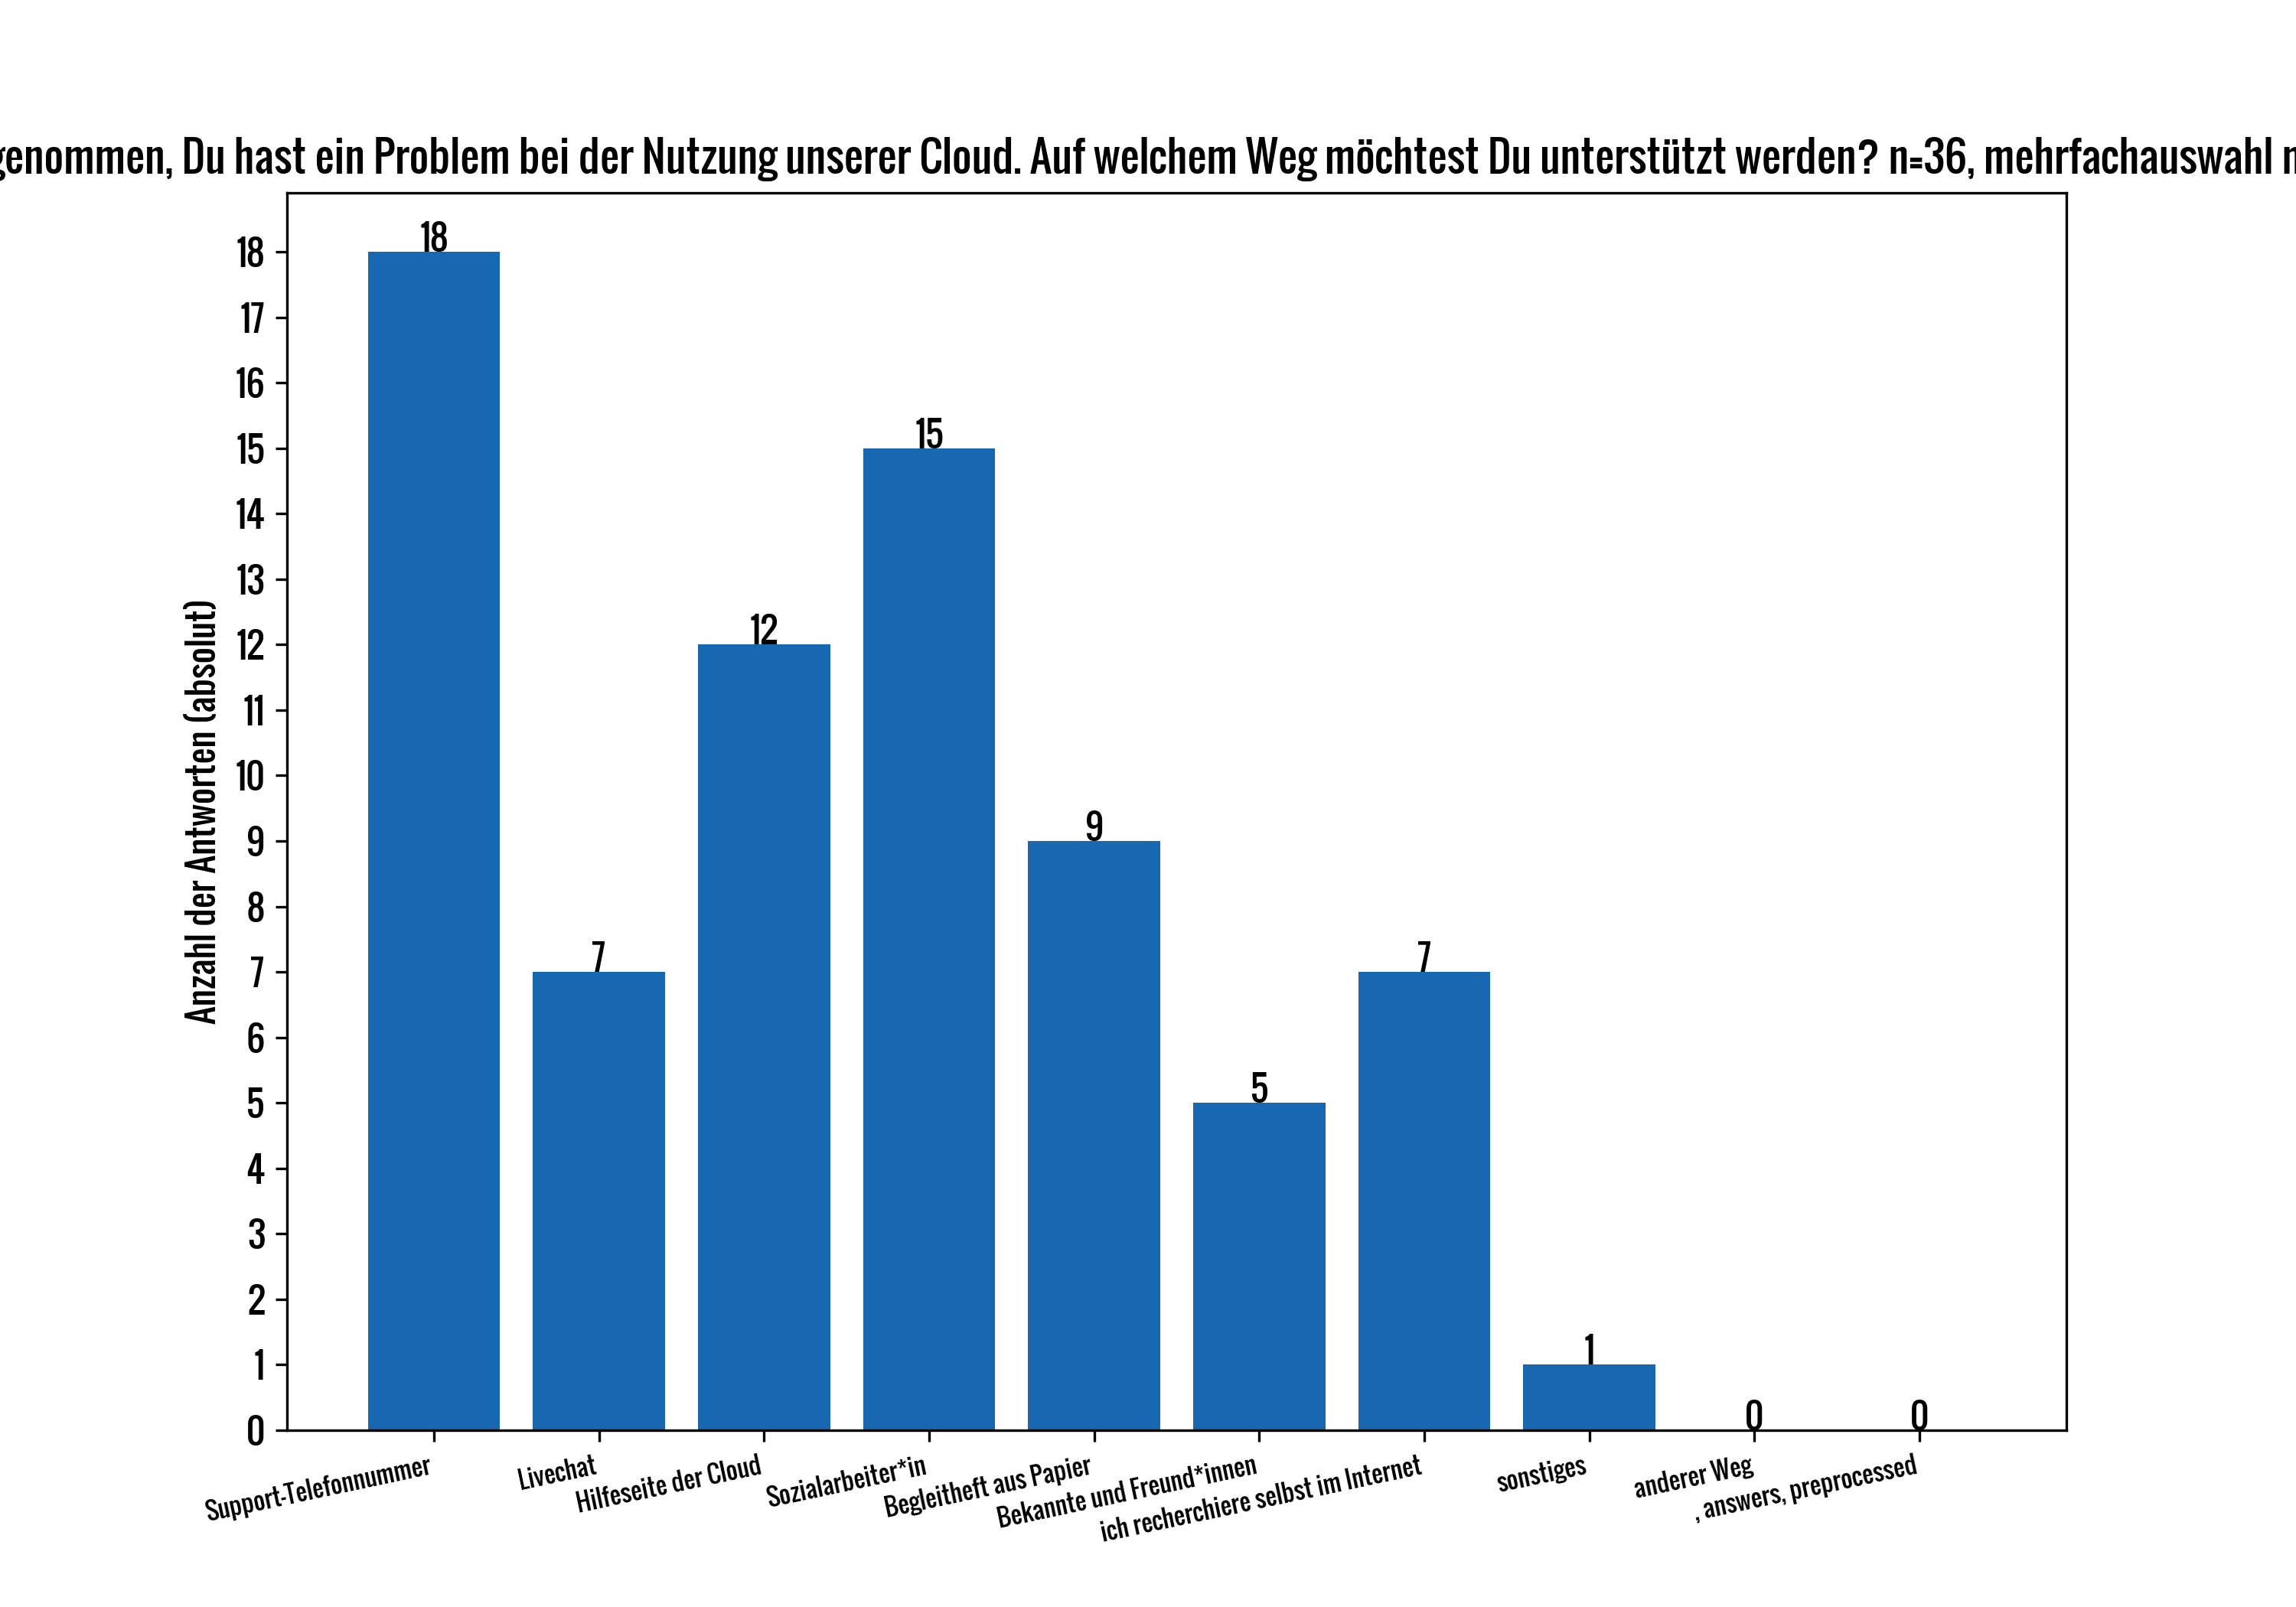 genommen, Du hast ein Problem bei der Nutzung unserer Cloud. Auf welchem Weg möchtest Du unterstützt werden? n=36, mehrfachauswahl
Anzahl der Antworten (absolut)
18
17
16
15
14
13
12
11
10
9
8
7
6
5
4
3
2
1
0
18
7
12
15
9
5
7
1
0
0
Support-Telefonnummer
Livechat
Hilfeseite der Cloud
Sozialarbeiter*in
Begleitheft aus Papier
Bekannte und Freund*innen
ich recherchiere selbst im Internet
sonstiges
anderer Weg
, answers, preprocessed